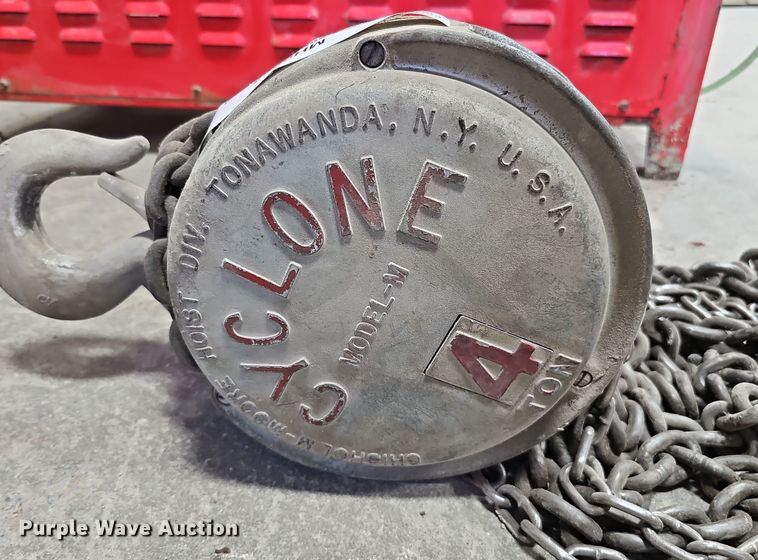 CHISHOLM-MOORE HOIST DIV. TONAWANDA, N.Y. U.S.A.
CYCLONE
MODEL-M
4
TON
Purple Wave Auction